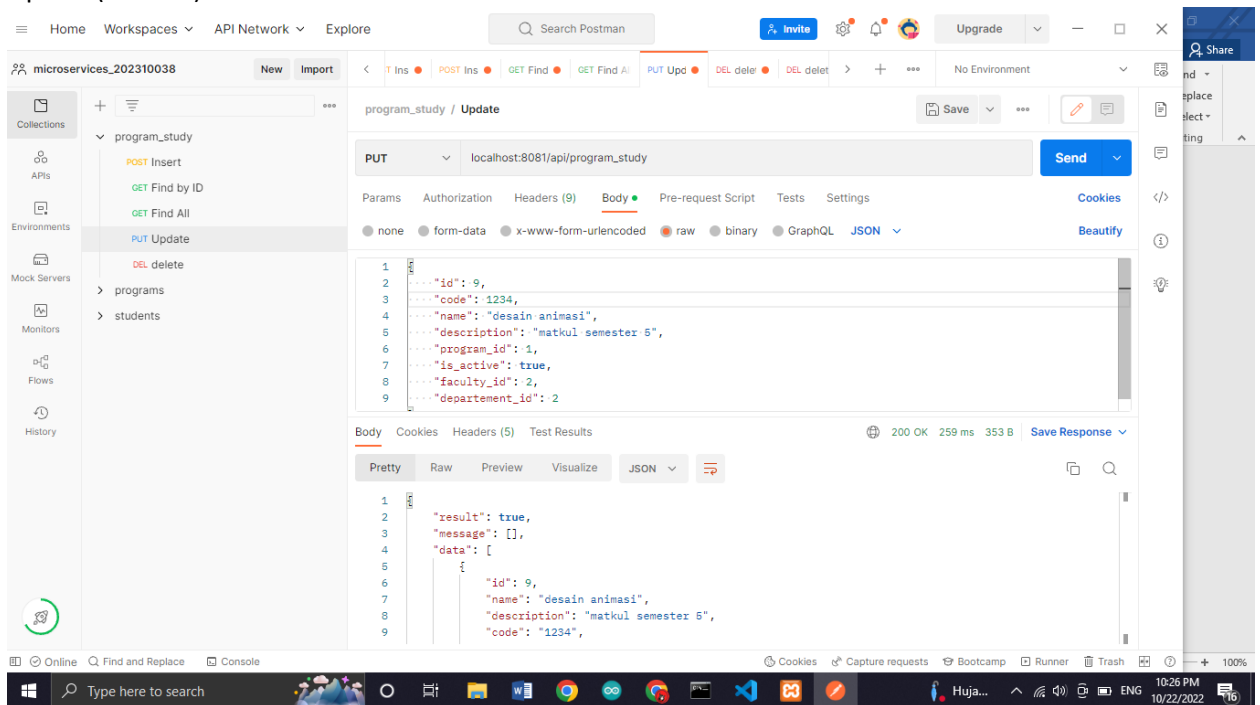 Home Workspaces API Network Explore Search Postman Invite Upgrade
Share
microservices_202310038 New Import T Ins POST Ins GET Find GET Find Al PUT Upd DEL delet DEL delet No Environment
nd
eplace
elect
ting
Collections
APIs
Environments
Mock Servers
Monitors
Flows
History
program_study
POST Insert
GET Find by ID
GET Find All
PUT Update
DEL delete
programs
students
program_study / Update Save
PUT localhost:8081/api/program_study Send
Params Authorization Headers (9) Body Pre-request Script Tests Settings Cookies
none form-data x-www-form-urlencoded raw binary GraphQL JSON Beautify
1 {
2 "id": 9,
3 "code": 1234,
4 "name": "desain animasi",
5 "description": "matkul semester 5",
6 "program_id": 1,
7 "is_active": true,
8 "faculty_id": 2,
9 "departement_id": 2
Body Cookies Headers (5) Test Results 200 OK 259 ms 353 B Save Response
Pretty Raw Preview Visualize JSON
1 {
2 "result": true,
3 "message": [],
4 "data": [
5 {
6 "id": 9,
7 "name": "desain animasi",
8 "description": "matkul semester 5",
9 "code": "1234",
Online Find and Replace Console Cookies Capture requests Bootcamp Runner Trash 100%
Type here to search Huja... ENG 10:26 PM
10/22/2022 16